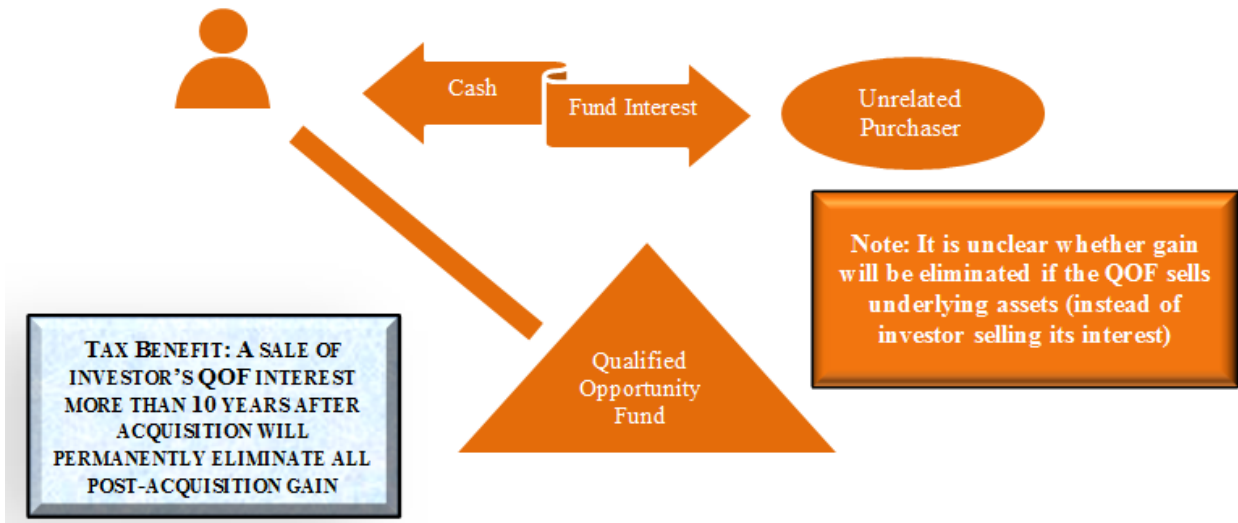 Cash
Fund Interest
Unrelated
Purchaser
Note: It is unclear whether gain
will be eliminated if the QOF sells
underlying assets (instead of
investor selling its interest)
TAX BENEFIT: A SALE OF
INVESTOR'S QOF INTEREST
MORE THAN 10 YEARS AFTER
ACQUISITION WILL
PERMANENTLY ELIMINATE ALL
POST-ACQUISITION GAIN
Qualified
Opportunity
Fund